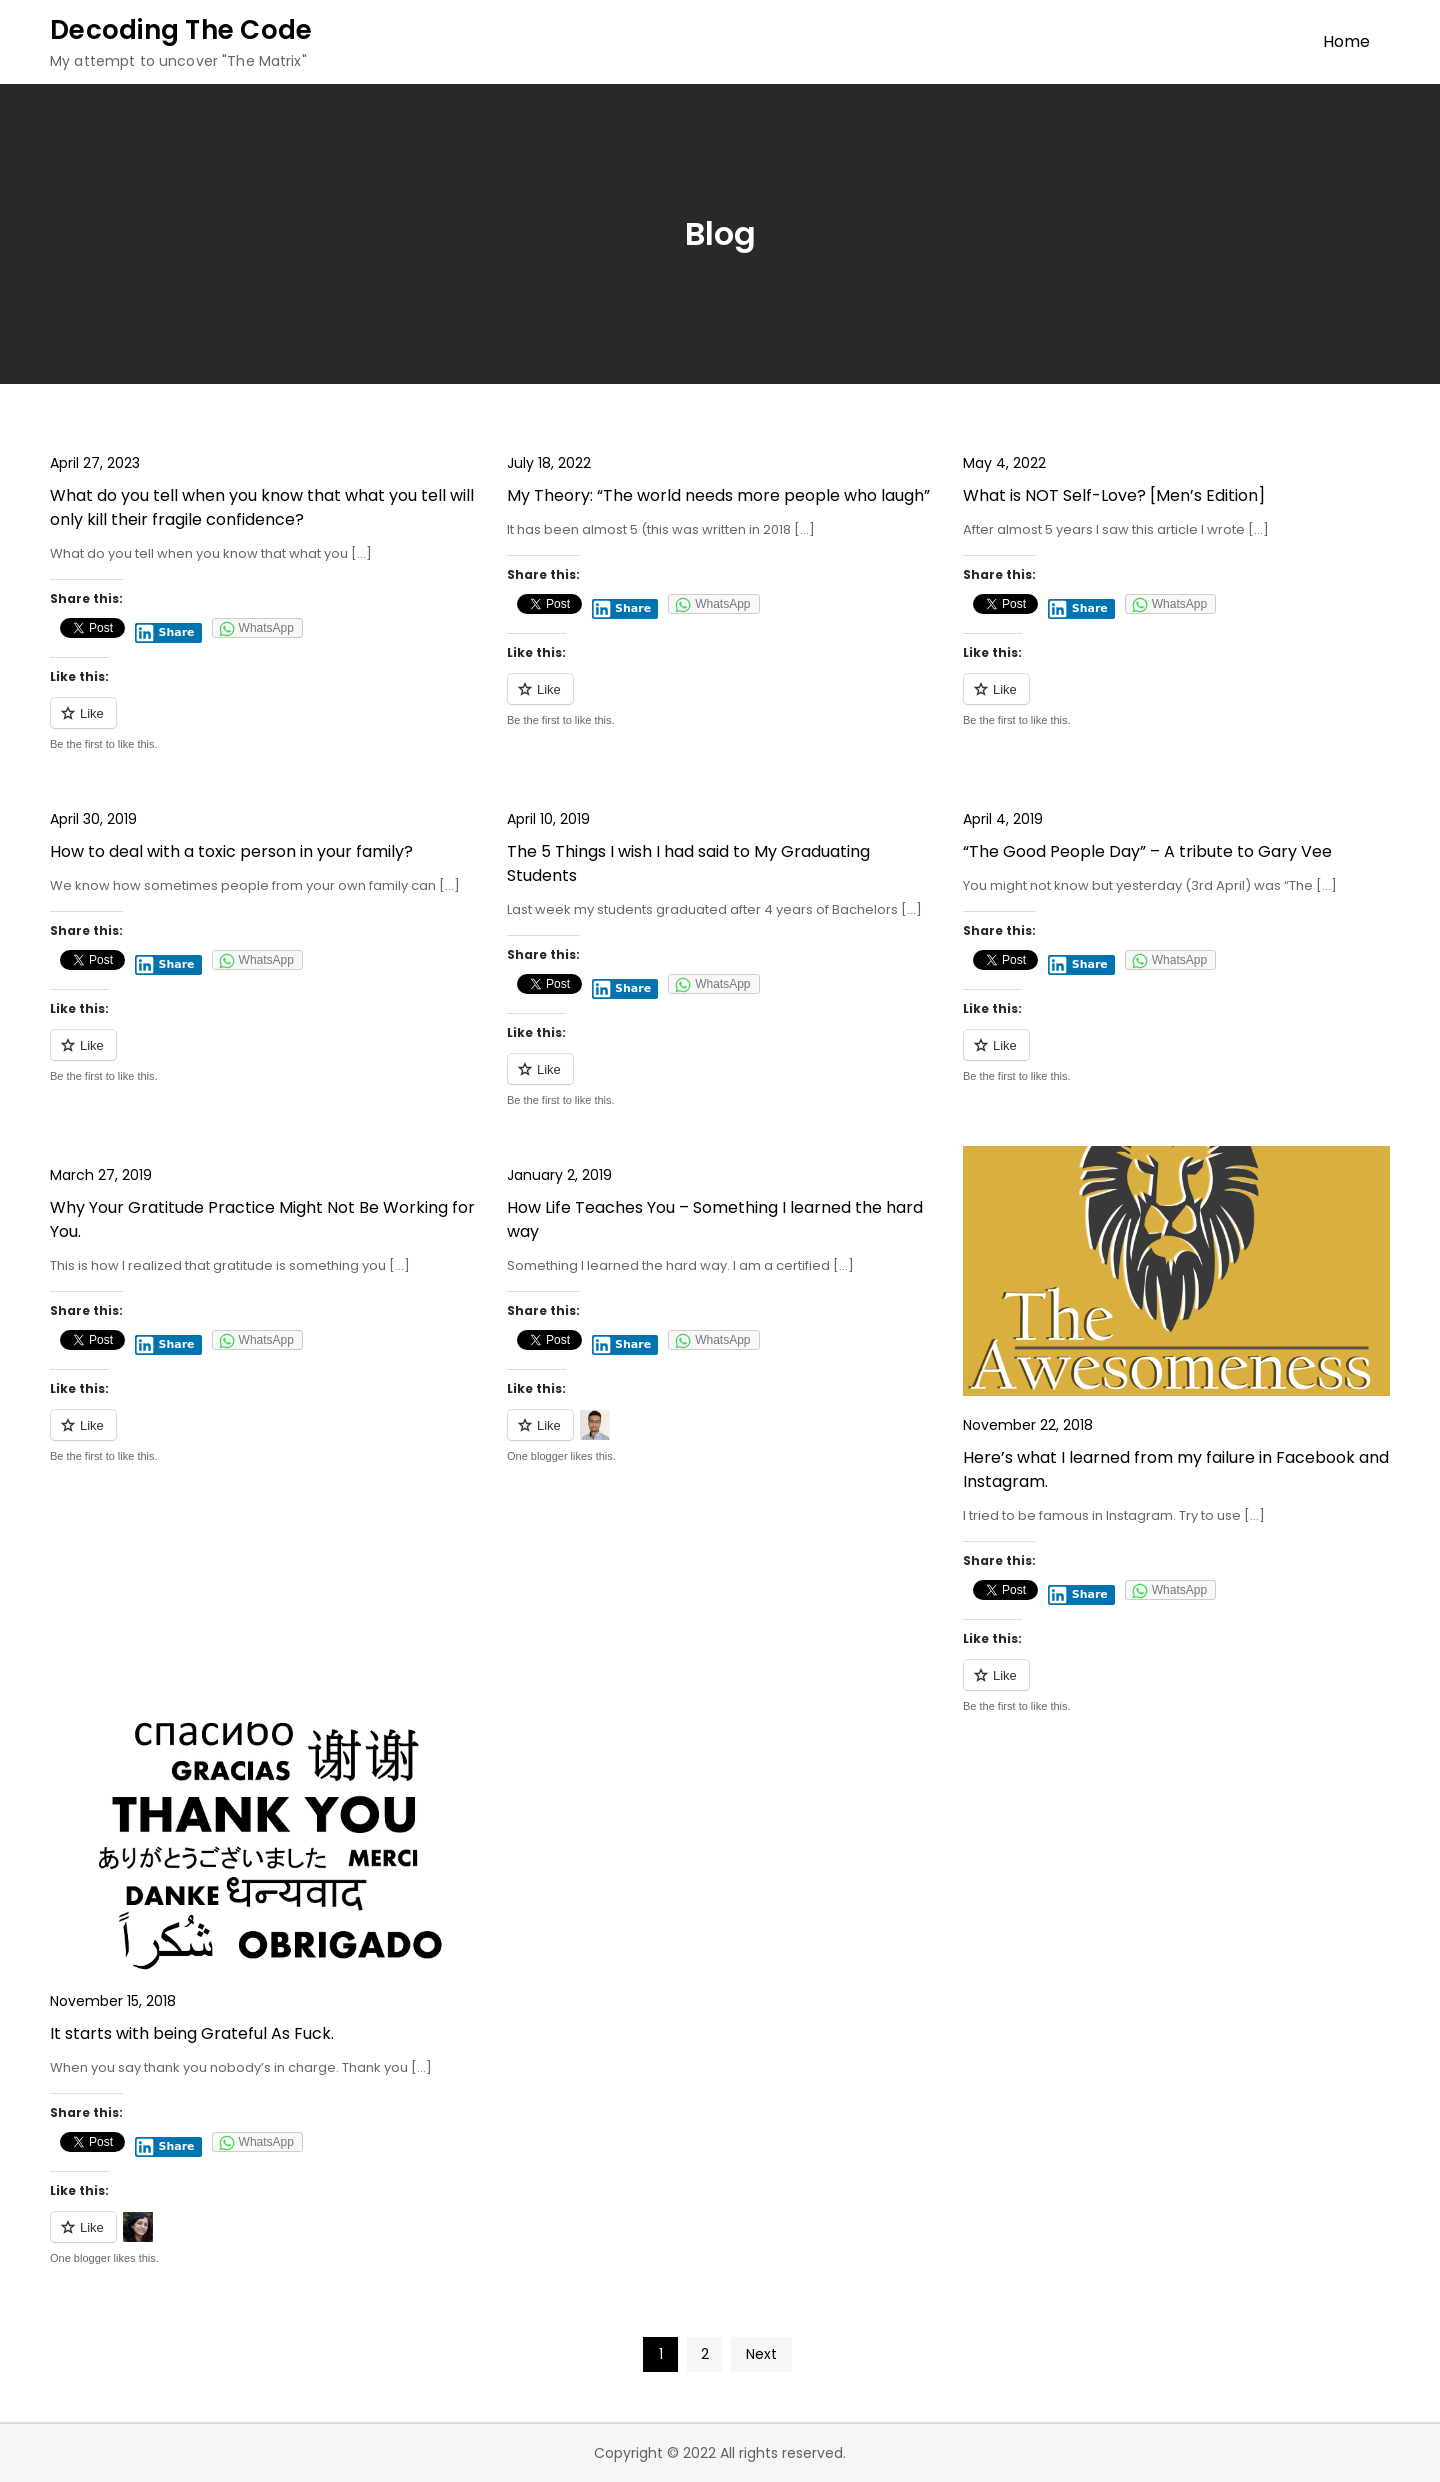 Decoding The Code
My attempt to uncover "The Matrix"
Home
Blog
April 27, 2023
What do you tell when you know that what you tell will
only kill their fragile confidence?
What do you tell when you know that what you […]
Share this:
Post
Share
WhatsApp
Like this:
Like
Be the first to like this.
July 18, 2022
My Theory: “The world needs more people who laugh”
It has been almost 5 (this was written in 2018 […]
Share this:
Post
Share
WhatsApp
Like this:
Like
Be the first to like this.
May 4, 2022
What is NOT Self-Love? [Men’s Edition]
After almost 5 years I saw this article I wrote […]
Share this:
Post
Share
WhatsApp
Like this:
Like
Be the first to like this.
April 30, 2019
How to deal with a toxic person in your family?
We know how sometimes people from your own family can […]
Share this:
Post
Share
WhatsApp
Like this:
Like
Be the first to like this.
April 10, 2019
The 5 Things I wish I had said to My Graduating
Students
Last week my students graduated after 4 years of Bachelors […]
Share this:
Post
Share
WhatsApp
Like this:
Like
Be the first to like this.
April 4, 2019
“The Good People Day” – A tribute to Gary Vee
You might not know but yesterday (3rd April) was “The […]
Share this:
Post
Share
WhatsApp
Like this:
Like
Be the first to like this.
March 27, 2019
Why Your Gratitude Practice Might Not Be Working for
You.
This is how I realized that gratitude is something you […]
Share this:
Post
Share
WhatsApp
Like this:
Like
Be the first to like this.
January 2, 2019
How Life Teaches You – Something I learned the hard
way
Something I learned the hard way. I am a certified […]
Share this:
Post
Share
WhatsApp
Like this:
Like
One blogger likes this.
The
Awesomeness
November 22, 2018
Here’s what I learned from my failure in Facebook and
Instagram.
I tried to be famous in Instagram. Try to use […]
Share this:
Post
Share
WhatsApp
Like this:
Like
Be the first to like this.
спасибо
GRACIAS 谢谢
THANK YOU
ありがとうございました MERCI
DANKE धन्यवाद
شُكراً OBRIGADO
November 15, 2018
It starts with being Grateful As Fuck.
When you say thank you nobody’s in charge. Thank you […]
Share this:
Post
Share
WhatsApp
Like this:
Like
One blogger likes this.
1 2 Next
Copyright © 2022 All rights reserved.